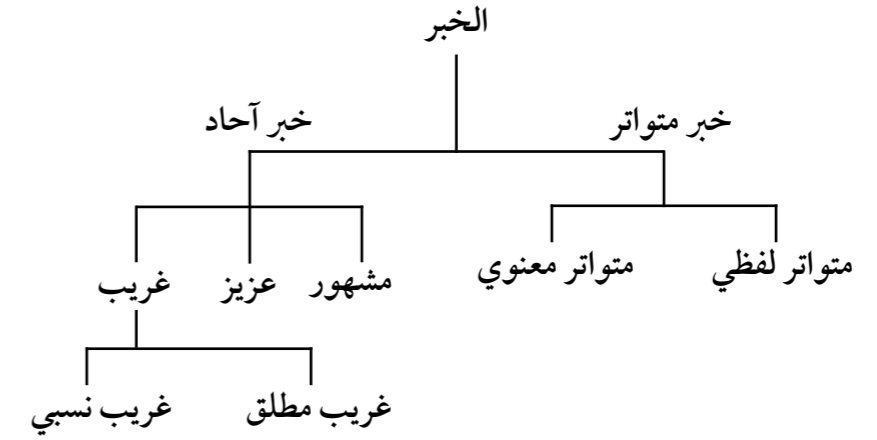 الخبر
خبر متواتر
خبر آحاد
متواتر لفظي
متواتر معنوي
مشهور
عزيز
غريب
غريب مطلق
غريب نسبي